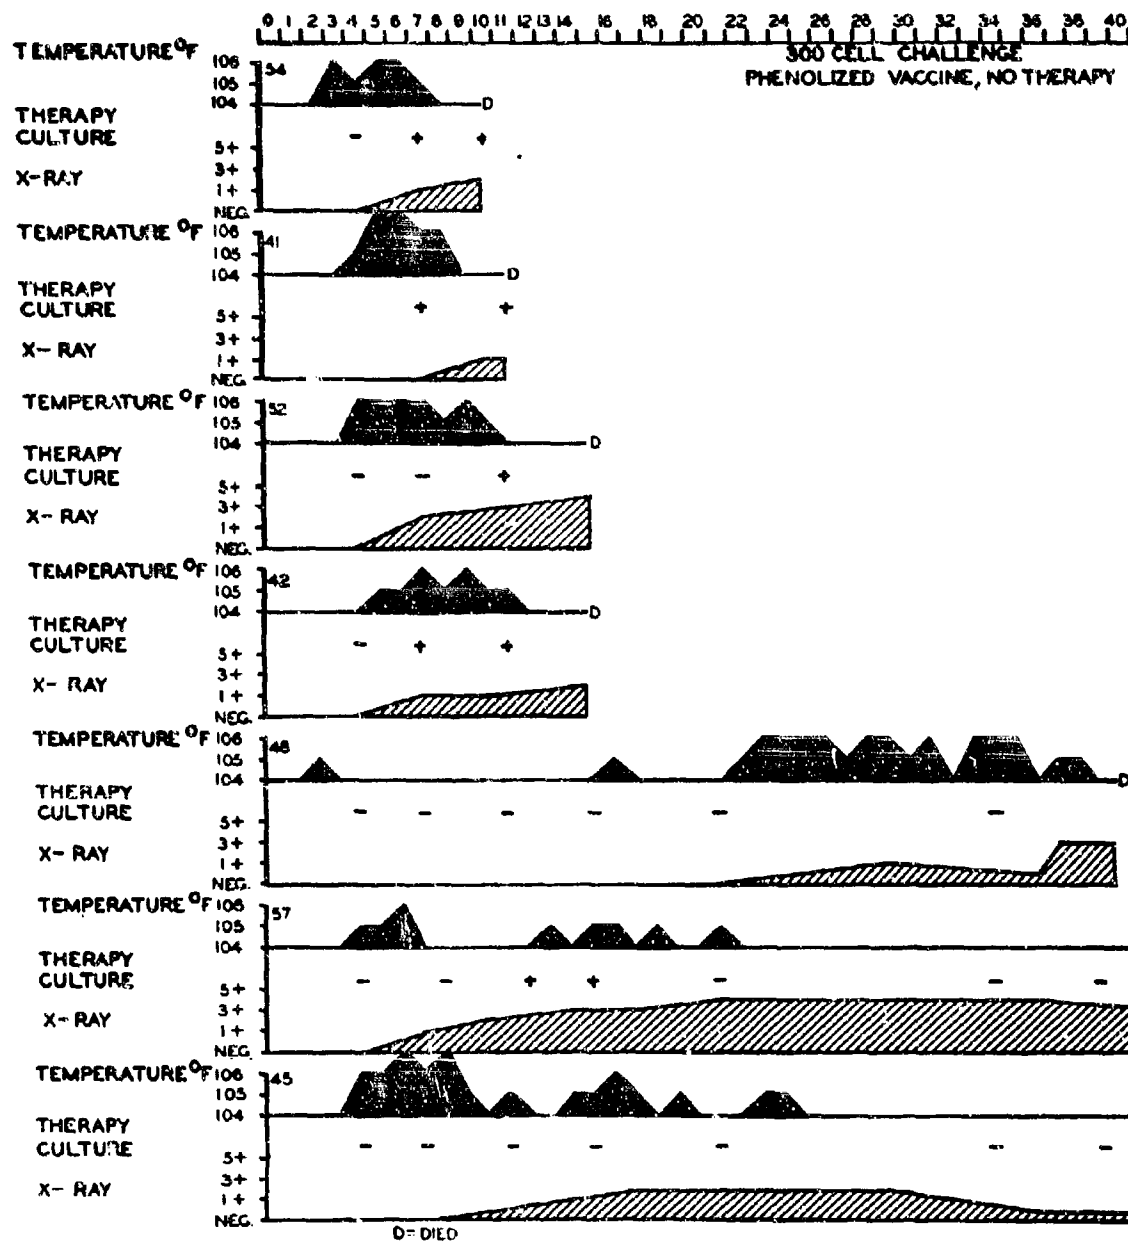 0 1 2 3 4 5 6 7 8 9 10 11 12 13 14 16 18 20 22 24 26 28 30 32 34 36 38 40
300 CELL CHALLENGE
PHENOLIZED VACCINE, NO THERAPY
TEMPERATURE °F 106 54
105
104 D
THERAPY
CULTURE - + +
5+
3+
X-RAY
1+
NEG.
TEMPERATURE °F 106 41
105
104 D
THERAPY
CULTURE + +
5+
3+
X-RAY
1+
NEG.
TEMPERATURE °F 106 52
105
104 D
THERAPY
CULTURE - - +
5+
3+
X-RAY
1+
NEG.
TEMPERATURE °F 106 42
105
104 D
THERAPY
CULTURE - + +
5+
3+
X-RAY
1+
NEG.
TEMPERATURE °F 106 48
105
104 D
THERAPY
CULTURE - - - - - -
5+
3+
X-RAY
1+
NEG.
TEMPERATURE °F 106 57
105
104
THERAPY
CULTURE - - + + - - -
5+
3+
X-RAY
1+
NEG.
TEMPERATURE °F 106 45
105
104
THERAPY
CULTURE - - - - - - -
5+
3+
X-RAY
1+
NEG.
D=DIED